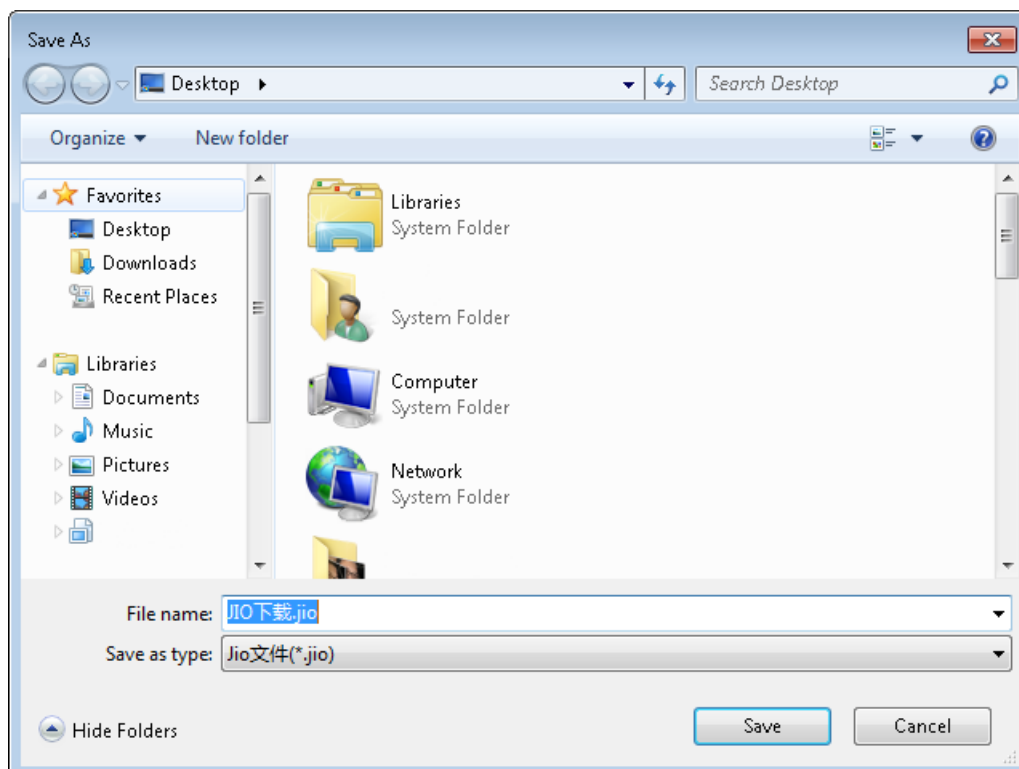 Save As
Desktop
Search Desktop
Organize
New folder
Favorites
Desktop
Downloads
Recent Places
Libraries
Documents
Music
Pictures
Videos
Libraries
System Folder
System Folder
Computer
System Folder
Network
System Folder
File name: JIO下载.jio
Save as type: Jio文件(*.jio)
Hide Folders
Save
Cancel